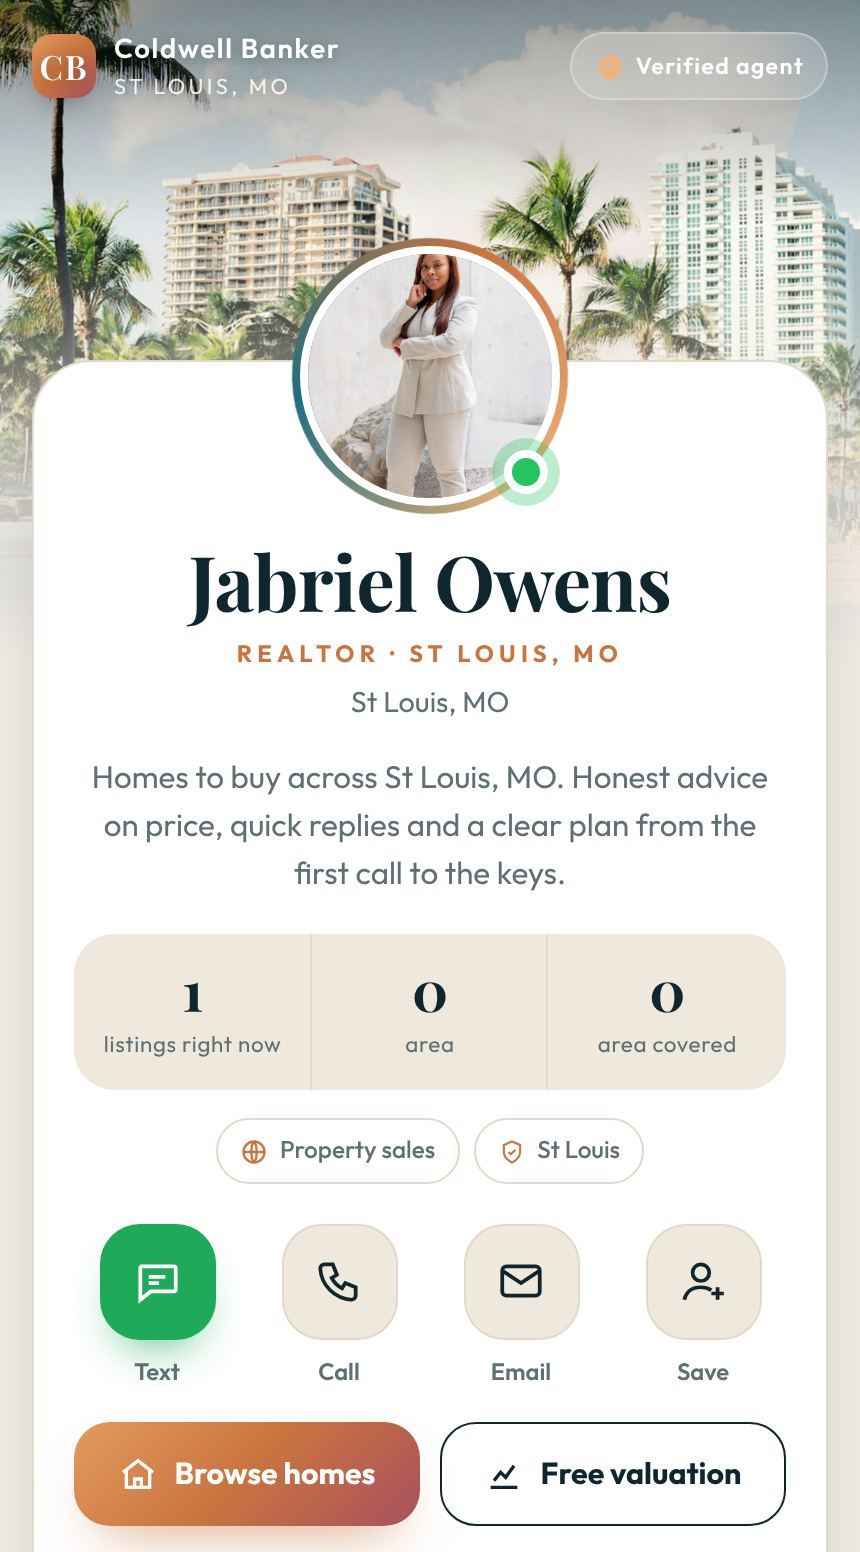 CB
Coldwell Banker
ST LOUIS, MO
Verified agent
Jabriel Owens
REALTOR · ST LOUIS, MO
St Louis, MO
Homes to buy across St Louis, MO. Honest advice
on price, quick replies and a clear plan from the
first call to the keys.
1
listings right now
0
area
0
area covered
Property sales
St Louis
Text
Call
Email
Save
Browse homes
Free valuation